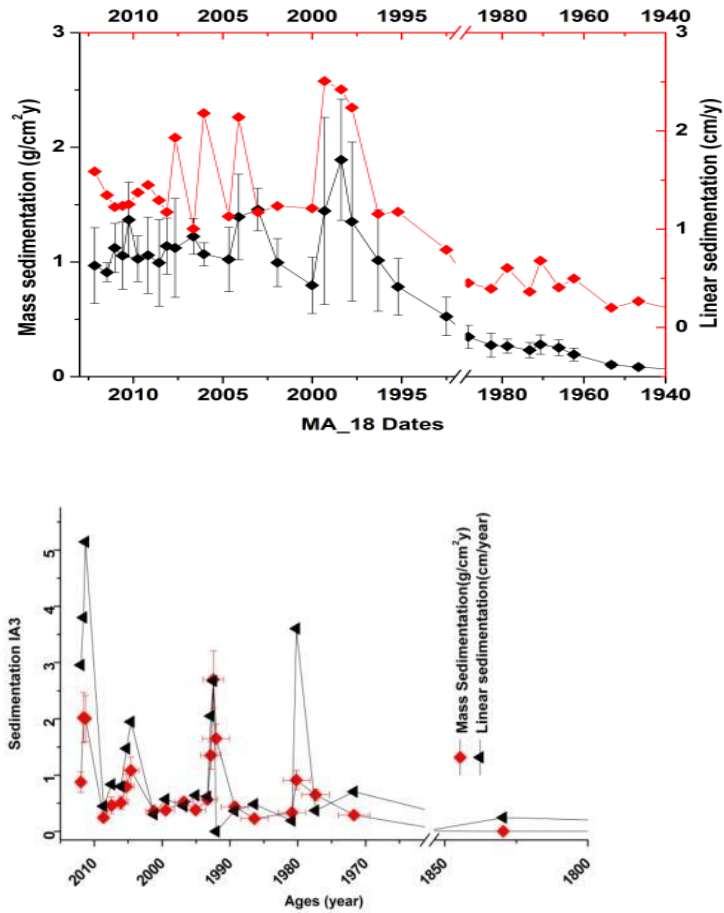 2010 2005 2000 1995 1980 1960 1940
3 3
2 2
1 1
0 0
Mass sedimentation (g/cm²y)
Linear sedimentation (cm/y)
2010 2005 2000 1995 1980 1970 1960 1940
MA_18 Dates
5
4
3
2
1
0
Sedimentation IA3
Mass Sedimentation(g/cm²y)
Linear sedimentation(cm/year)
2010 2000 1990 1980 1970 1850 1800
Ages (year)